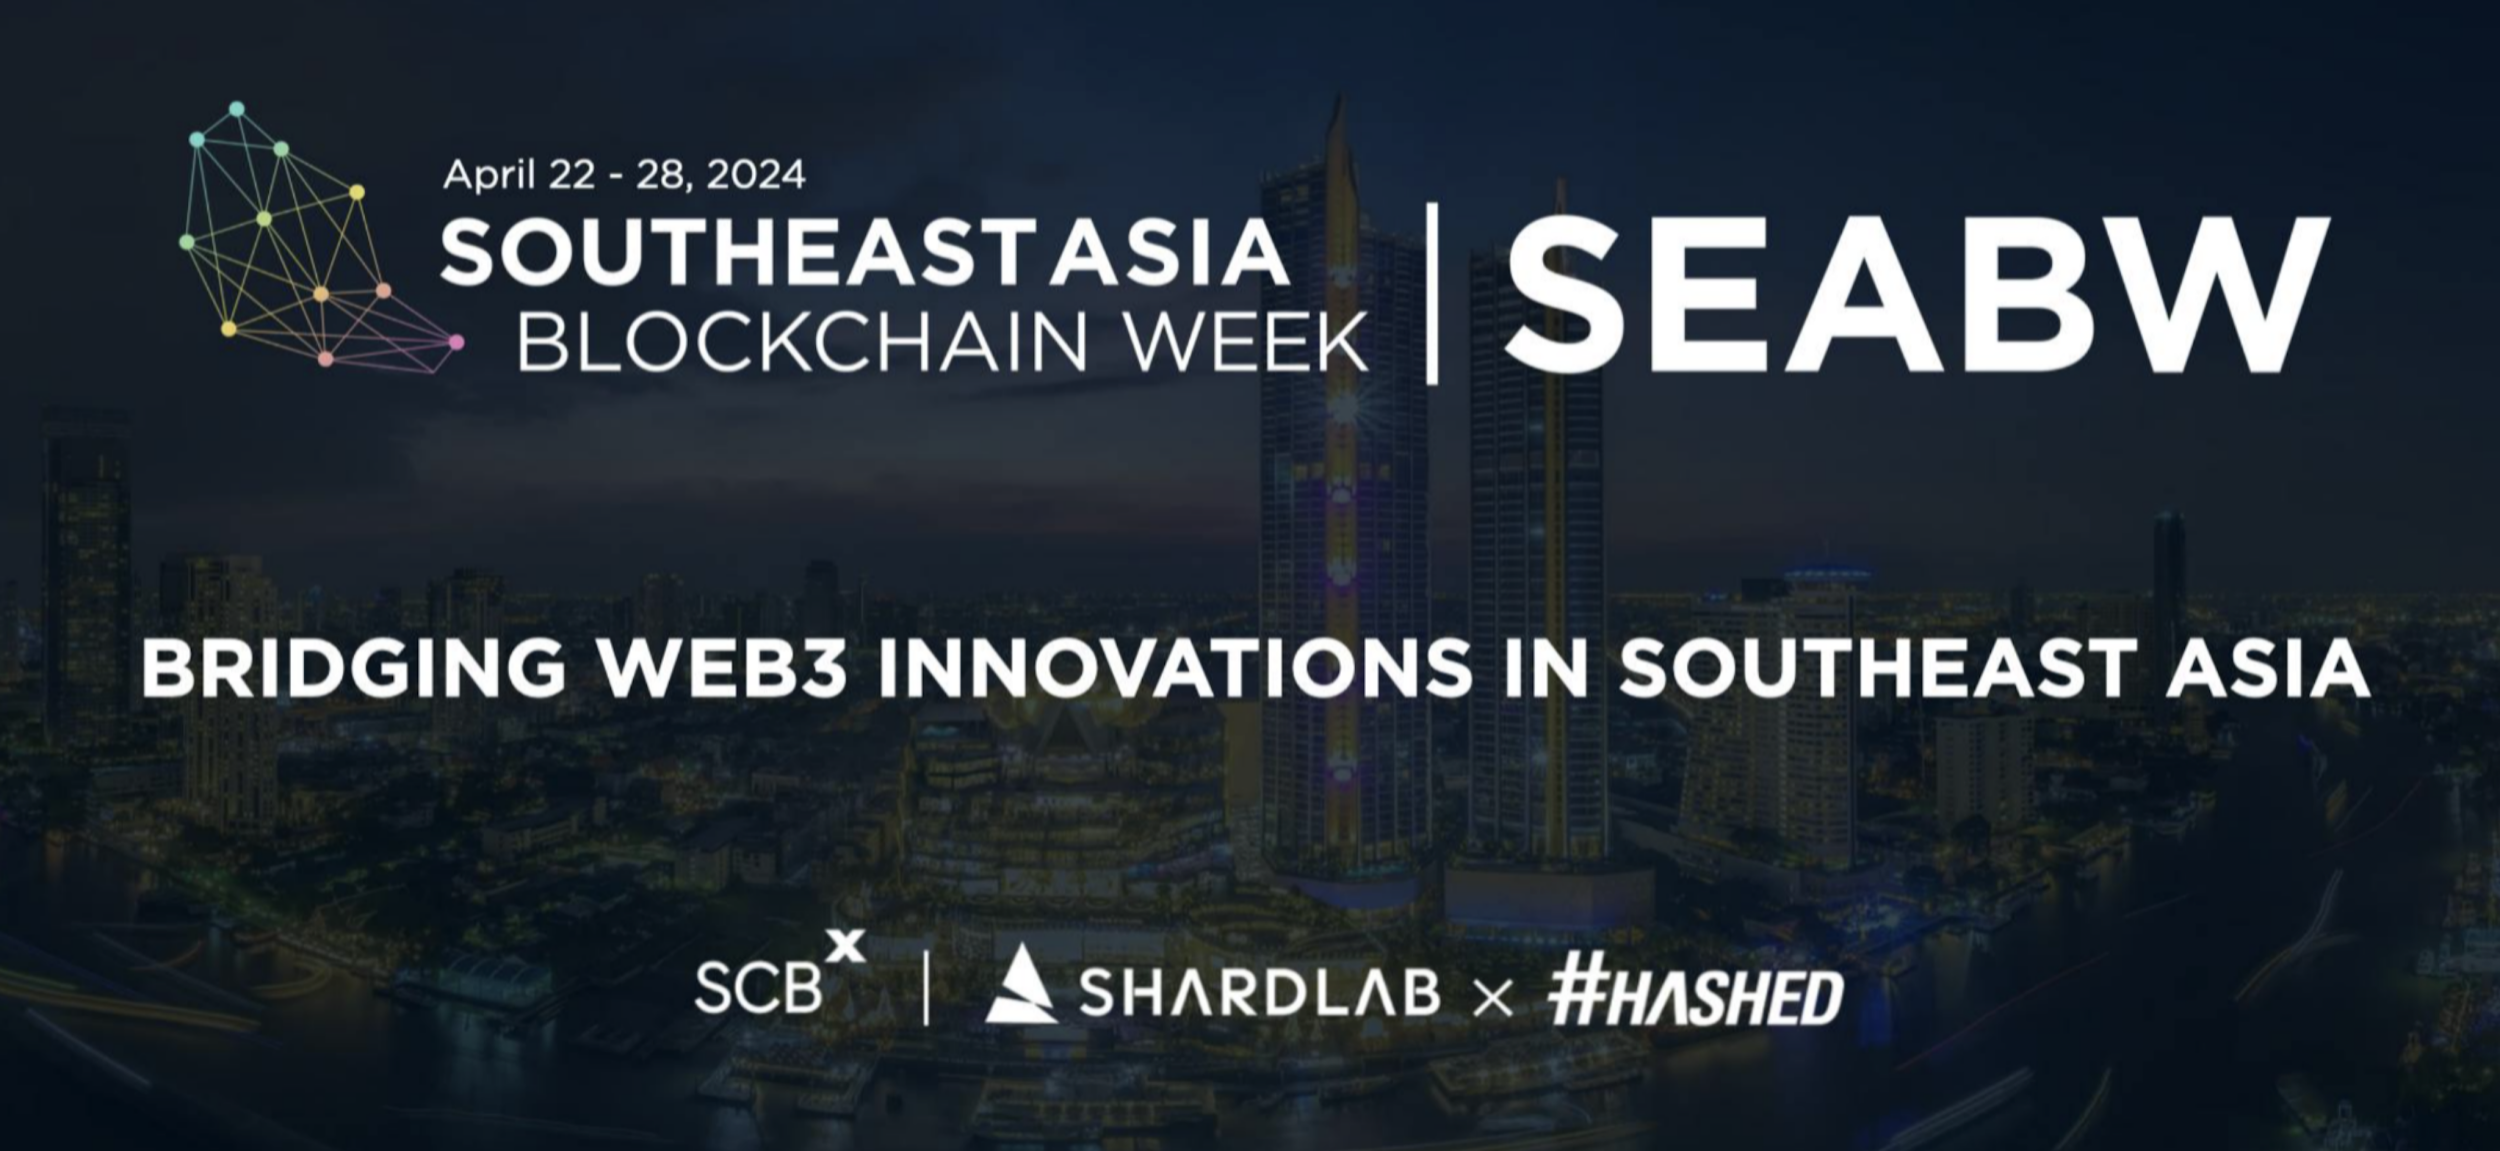 April 22 - 28, 2024
SOUTHEAST ASIA
BLOCKCHAIN WEEK
SEABW
BRIDGING WEB3 INNOVATIONS IN SOUTHEAST ASIA
SCBX | SHARDLAB × #HASHED